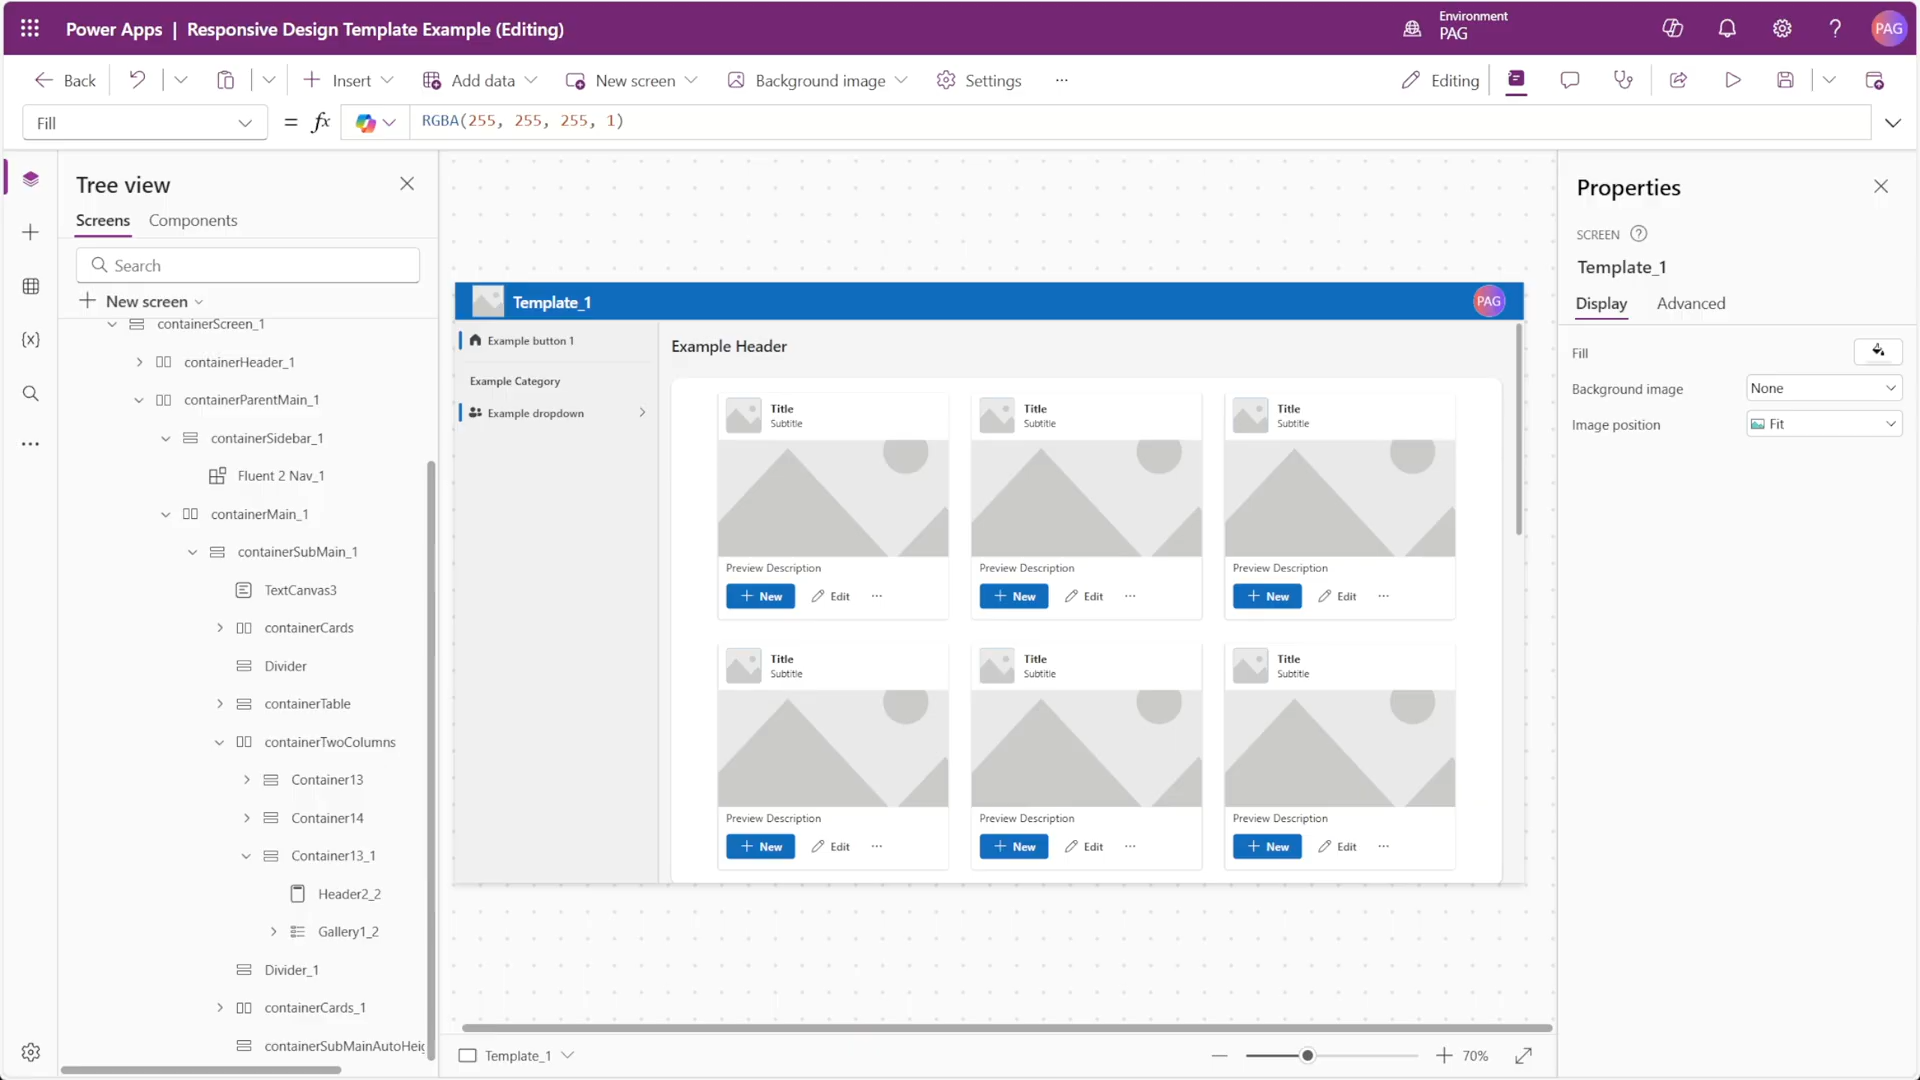 Power Apps | Responsive Design Template Example (Editing)
Environment
PAG
PAG
Back
Insert
Add data
New screen
Background image
Settings
Editing
Fill
= fx
RGBA(255, 255, 255, 1)
Tree view
Screens
Components
Search
New screen
containerScreen_1
containerHeader_1
containerParentMain_1
containerSidebar_1
Fluent 2 Nav_1
containerMain_1
containerSubMain_1
TextCanvas3
containerCards
Divider
containerTable
containerTwoColumns
Container13
Container14
Container13_1
Header2_2
Gallery1_2
Divider_1
containerCards_1
containerSubMainAutoHeig
Template_1
PAG
Example button 1
Example Category
Example dropdown
Example Header
Title
Subtitle
Preview Description
New
Edit
Title
Subtitle
Preview Description
New
Edit
Title
Subtitle
Preview Description
New
Edit
Title
Subtitle
Preview Description
New
Edit
Title
Subtitle
Preview Description
New
Edit
Title
Subtitle
Preview Description
New
Edit
Template_1
70%
Properties
SCREEN
Template_1
Display
Advanced
Fill
Background image
None
Image position
Fit